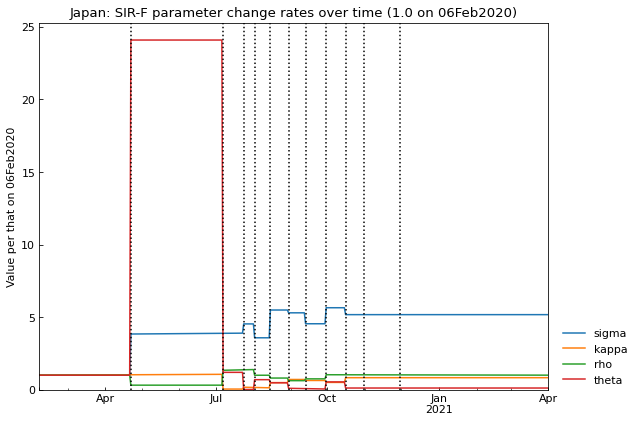 Japan: SIR-F parameter change rates over time (1.0 on 06Feb2020)
Value per that on 06Feb2020
25
20
15
10
5
0
Apr
Jul
Oct
Jan
2021
Apr
sigma
kappa
rho
theta